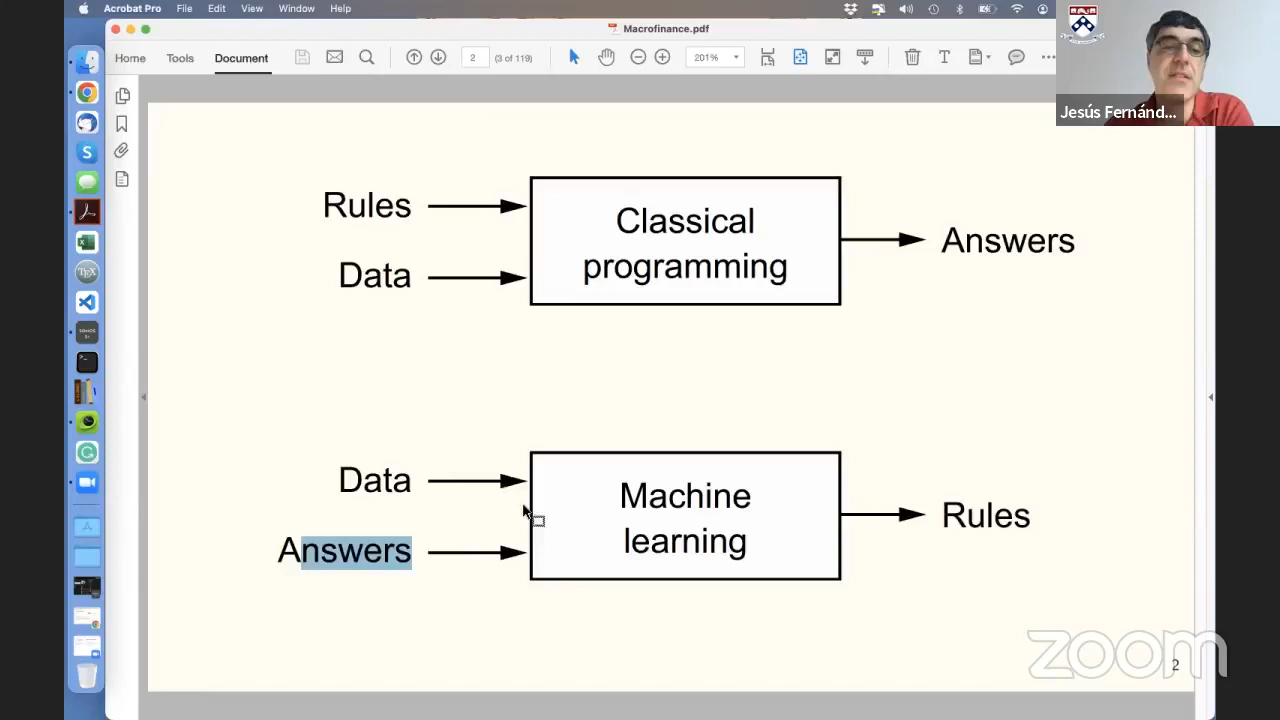 Acrobat Pro File Edit View Window Help
Macrofinance.pdf
Home Tools Document 2 (3 of 119) 201%
Jesús Fernánd...
Rules
Data
Classical
programming
Answers
Data
Answers
Machine
learning
Rules
zoom
2